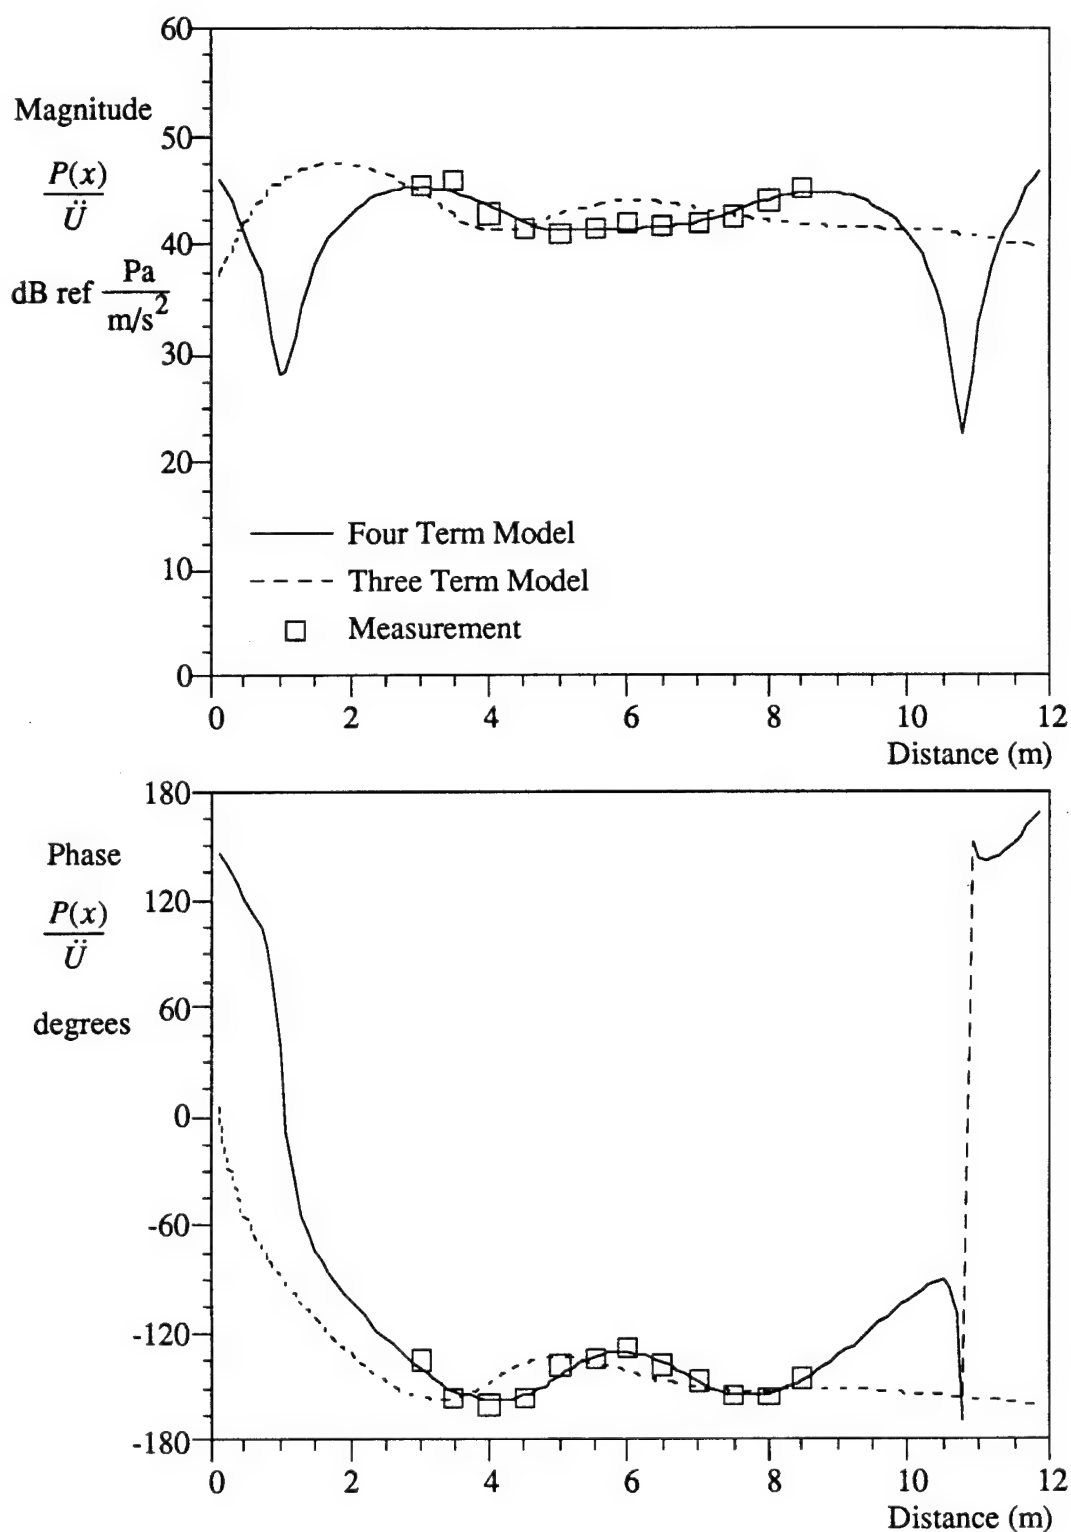 60
Magnitude
50
P(x)
Ü
40
dB ref Pa
m/s²
30
20
Four Term Model
10
Three Term Model
Measurement
0
0 2 4 6 8 10 12
Distance (m)
180
Phase
120
P(x)
Ü
60
degrees
0
-60
-120
-180
0 2 4 6 8 10 12
Distance (m)